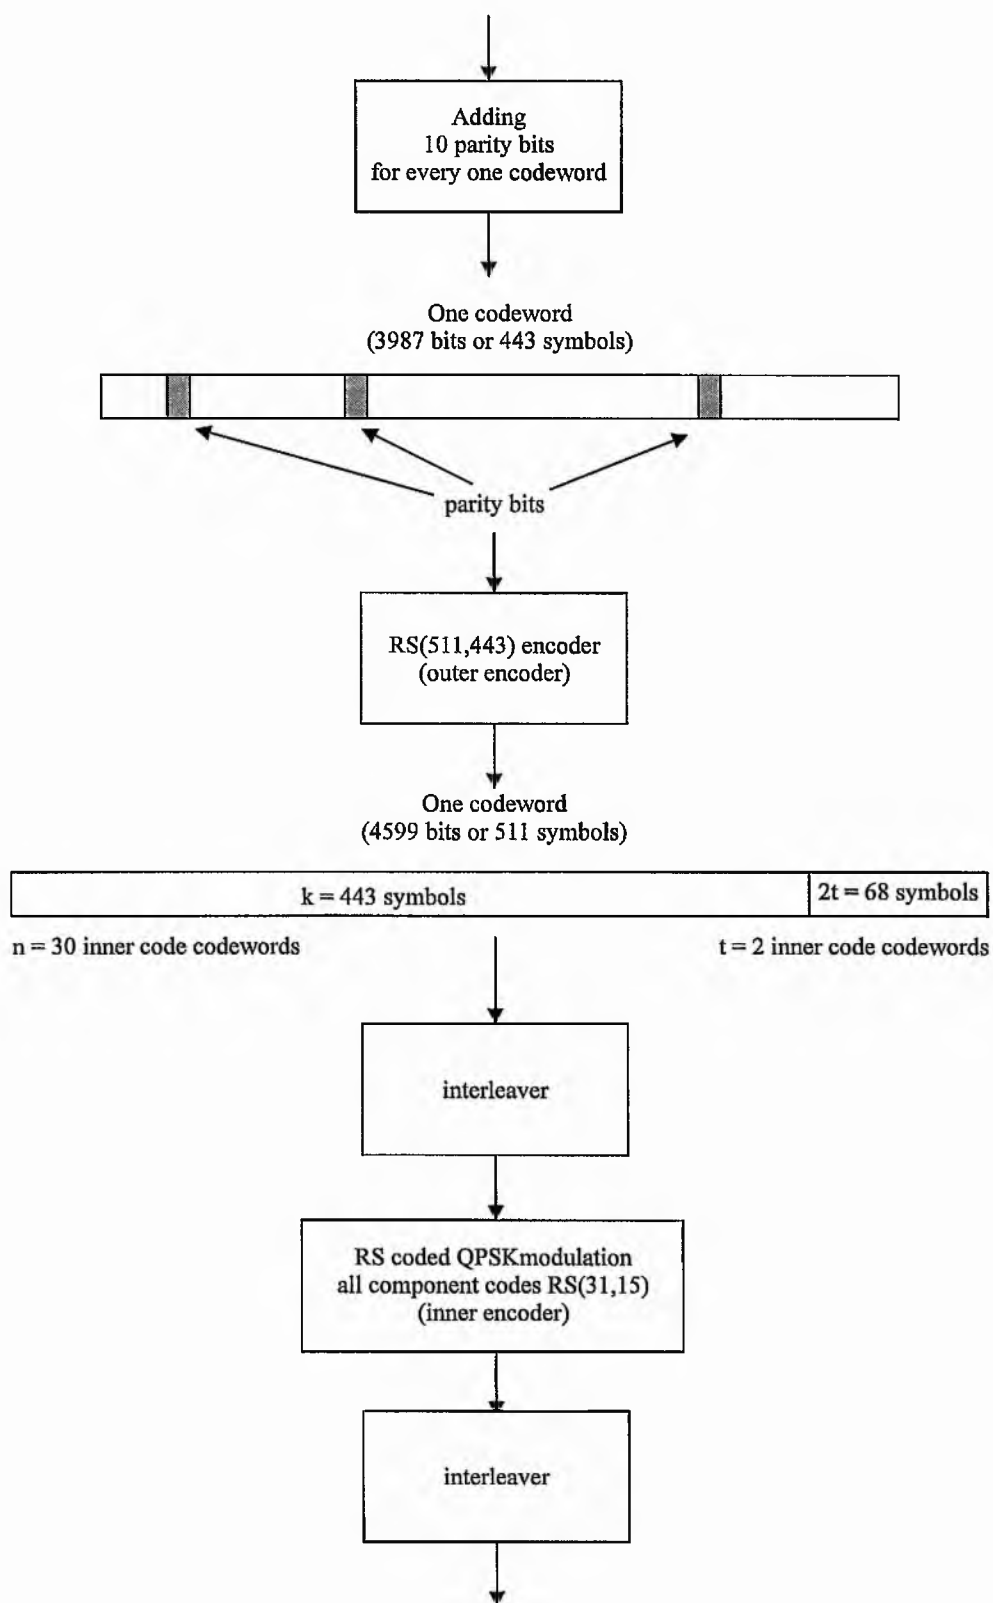 Adding
10 parity bits
for every one codeword
One codeword
(3987 bits or 443 symbols)
parity bits
RS(511,443) encoder
(outer encoder)
One codeword
(4599 bits or 511 symbols)
k = 443 symbols
2t = 68 symbols
n = 30 inner code codewords
t = 2 inner code codewords
interleaver
RS coded QPSKmodulation
all component codes RS(31,15)
(inner encoder)
interleaver